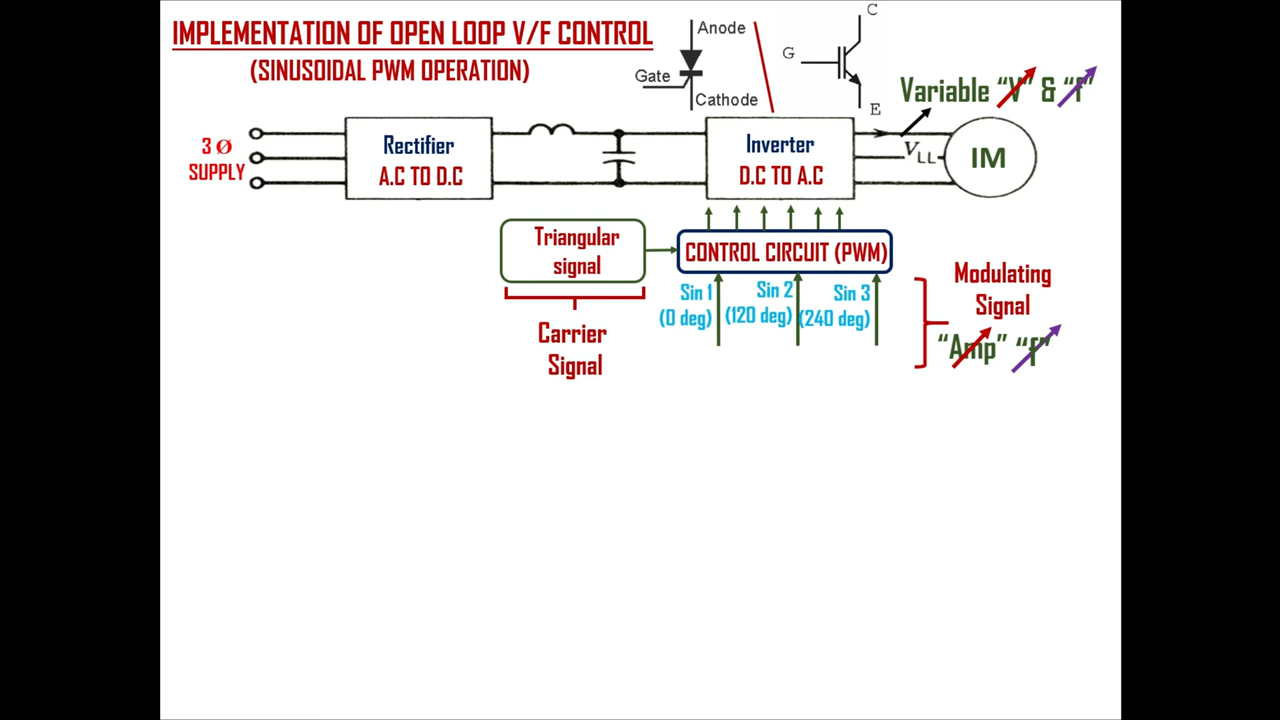 IMPLEMENTATION OF OPEN LOOP V/F CONTROL
(SINUSOIDAL PWM OPERATION)
Anode
Gate
Cathode
C
G
E
Variable "V" & "f"
3 Ø
SUPPLY
Rectifier
A.C TO D.C
Inverter
D.C TO A.C
VLL
IM
Triangular
signal
CONTROL CIRCUIT (PWM)
Sin 1
(0 deg)
Sin 2
(120 deg)
Sin 3
(240 deg)
Carrier
Signal
Modulating
Signal
"Amp" "f"